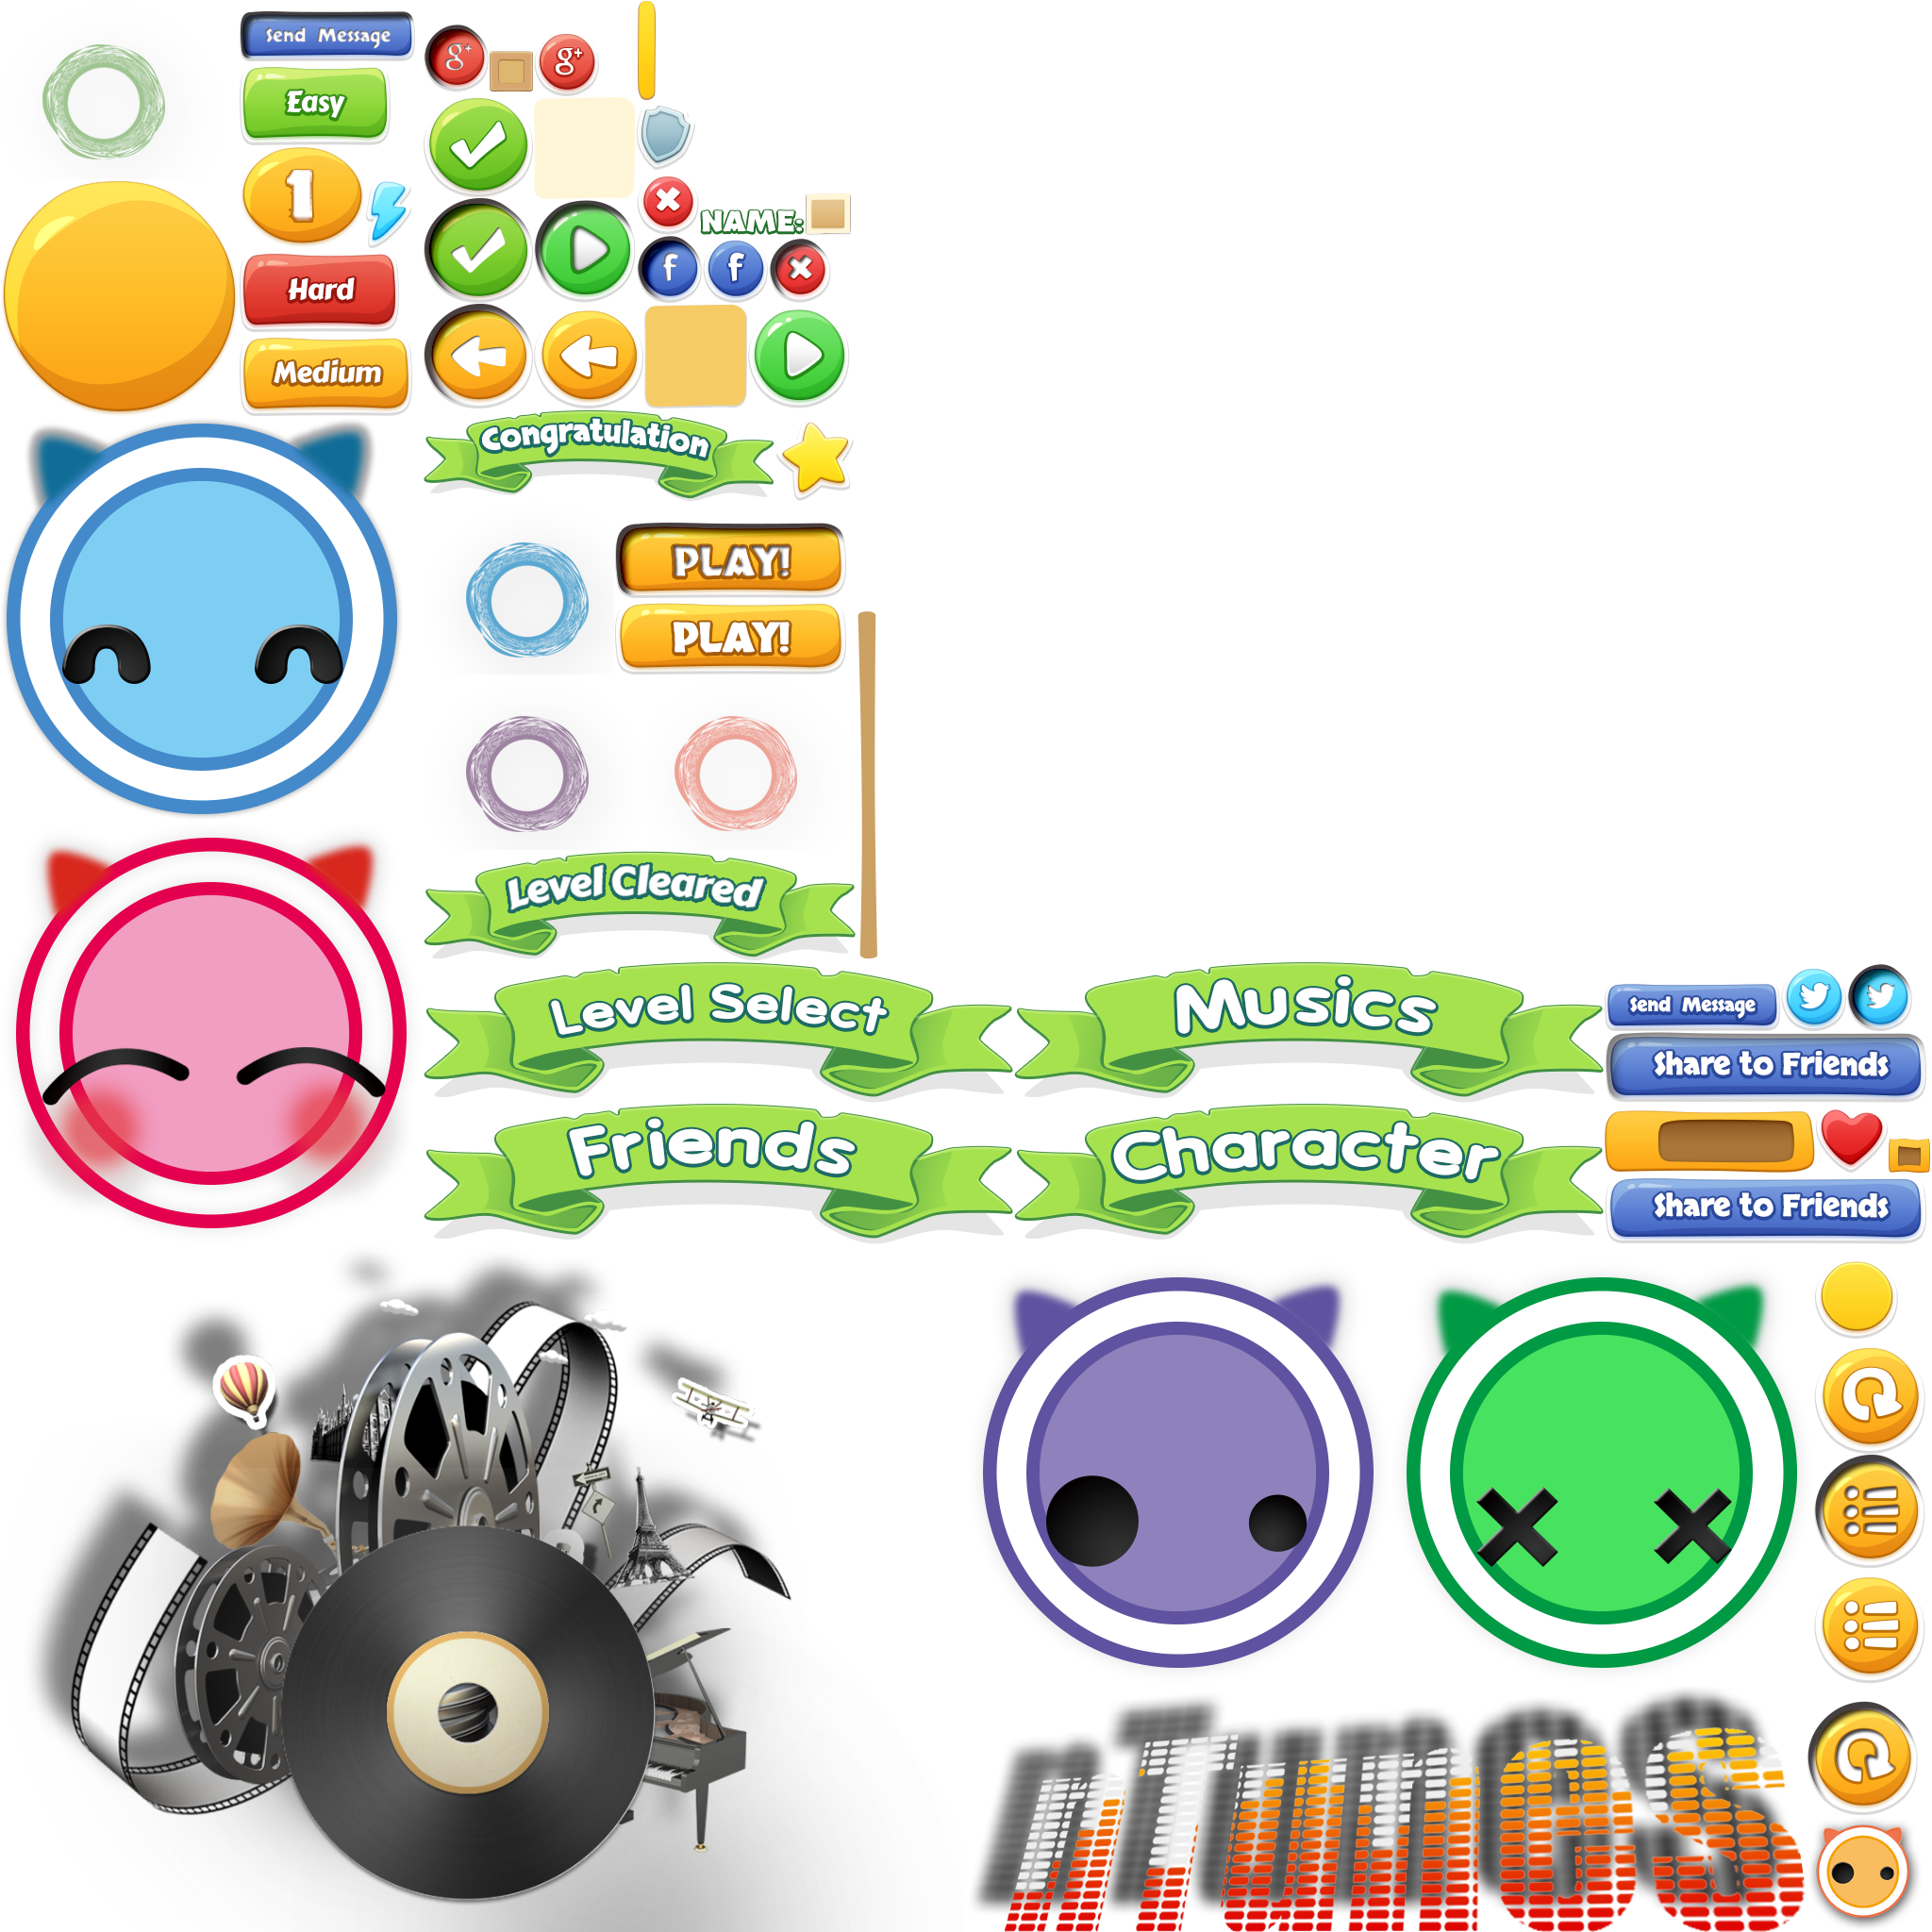 Send Message
g+
g+
Easy
1
NAME:
Hard
f
f
Medium
Congratulation
PLAY!
PLAY!
Level Cleared
Level Select
Musics
Send Message
Share to Friends
Friends
Character
Share to Friends
nTunes